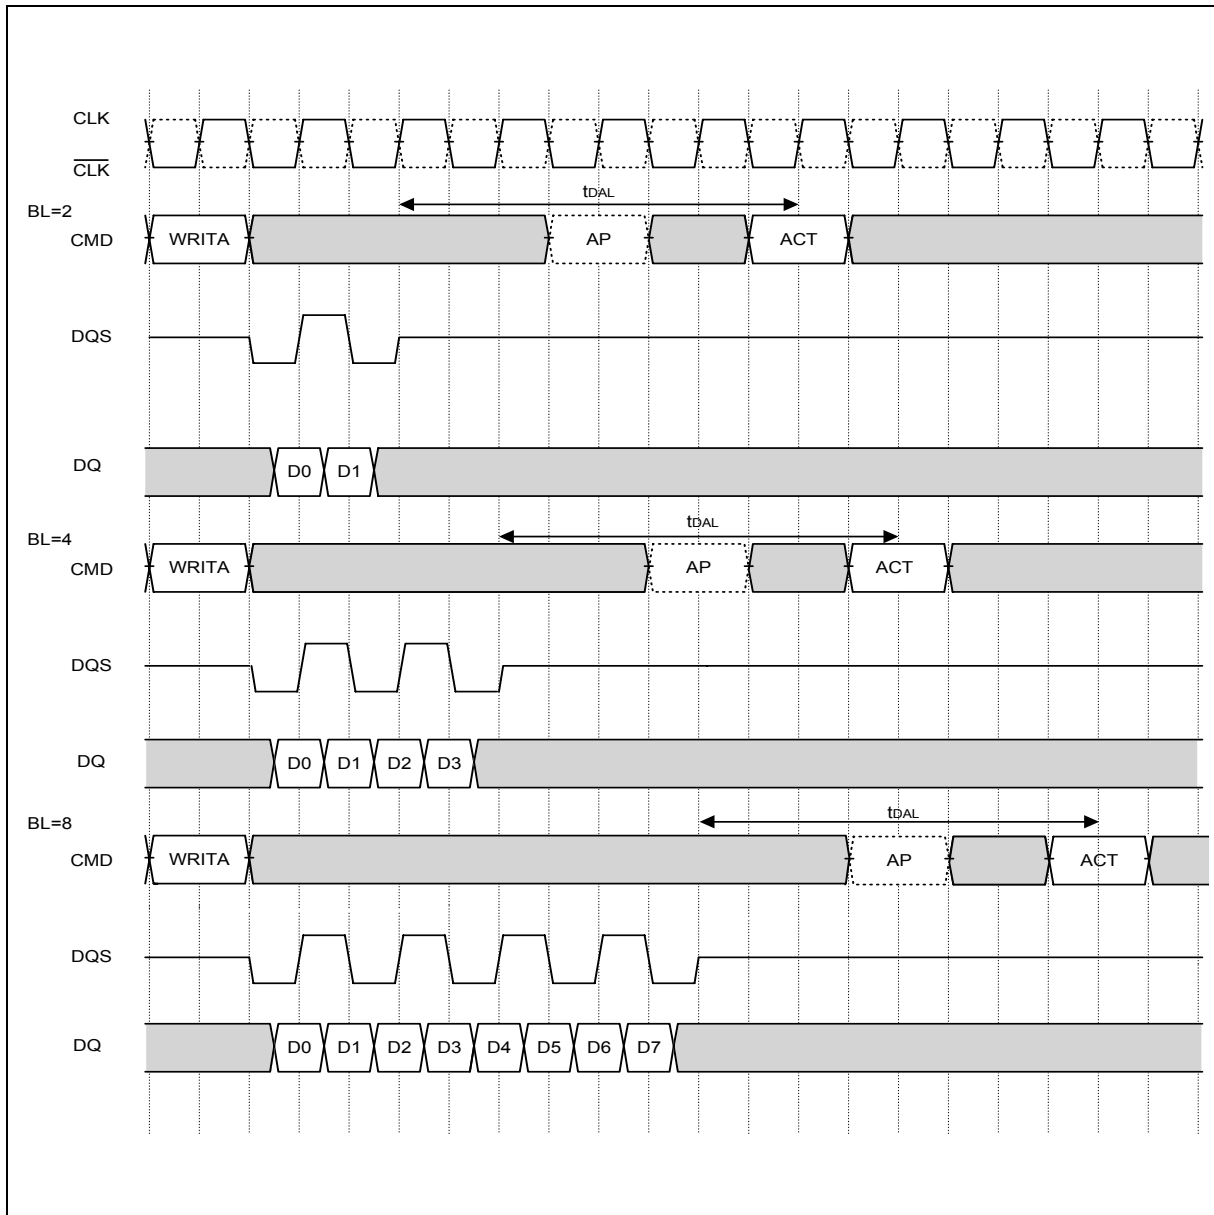 CLK
CLK
tDAL
BL=2
CMD WRITA AP ACT
DQS
DQ D0 D1
tDAL
BL=4
CMD WRITA AP ACT
DQS
DQ D0 D1 D2 D3
tDAL
BL=8
CMD WRITA AP ACT
DQS
DQ D0 D1 D2 D3 D4 D5 D6 D7